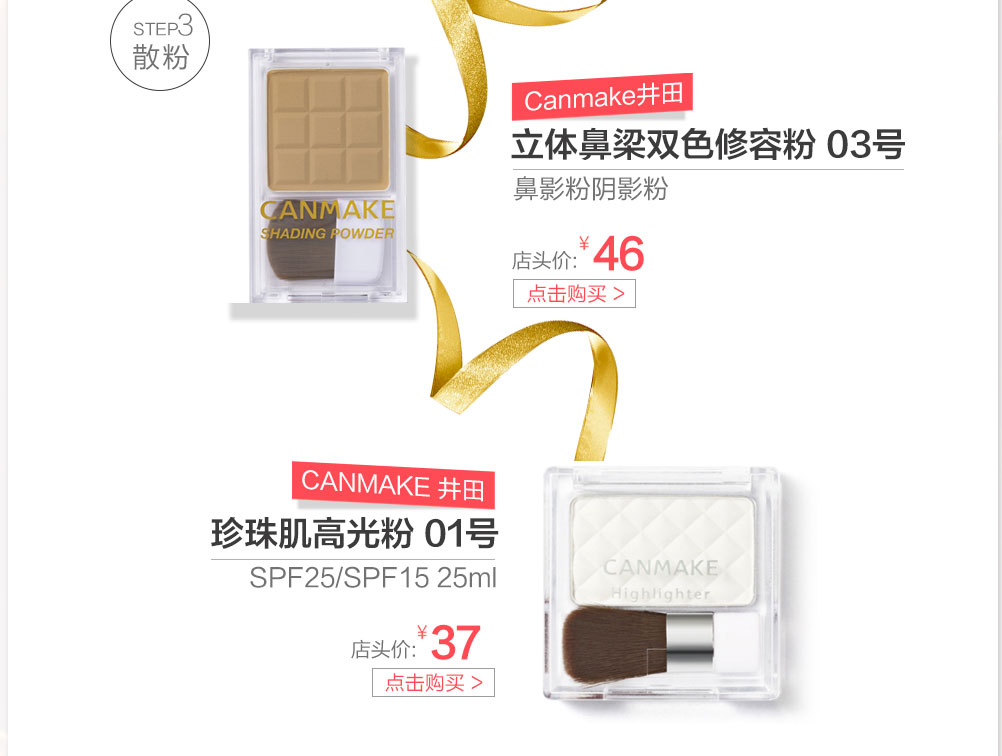 STEP3
散粉
CANMAKE
SHADING POWDER
Canmake井田
立体鼻梁双色修容粉 03号
鼻影粉阴影粉
店头价:¥46
点击购买 >
CANMAKE 井田
珍珠肌高光粉 01号
SPF25/SPF15 25ml
店头价:¥37
点击购买 >
CANMAKE
Highlighter